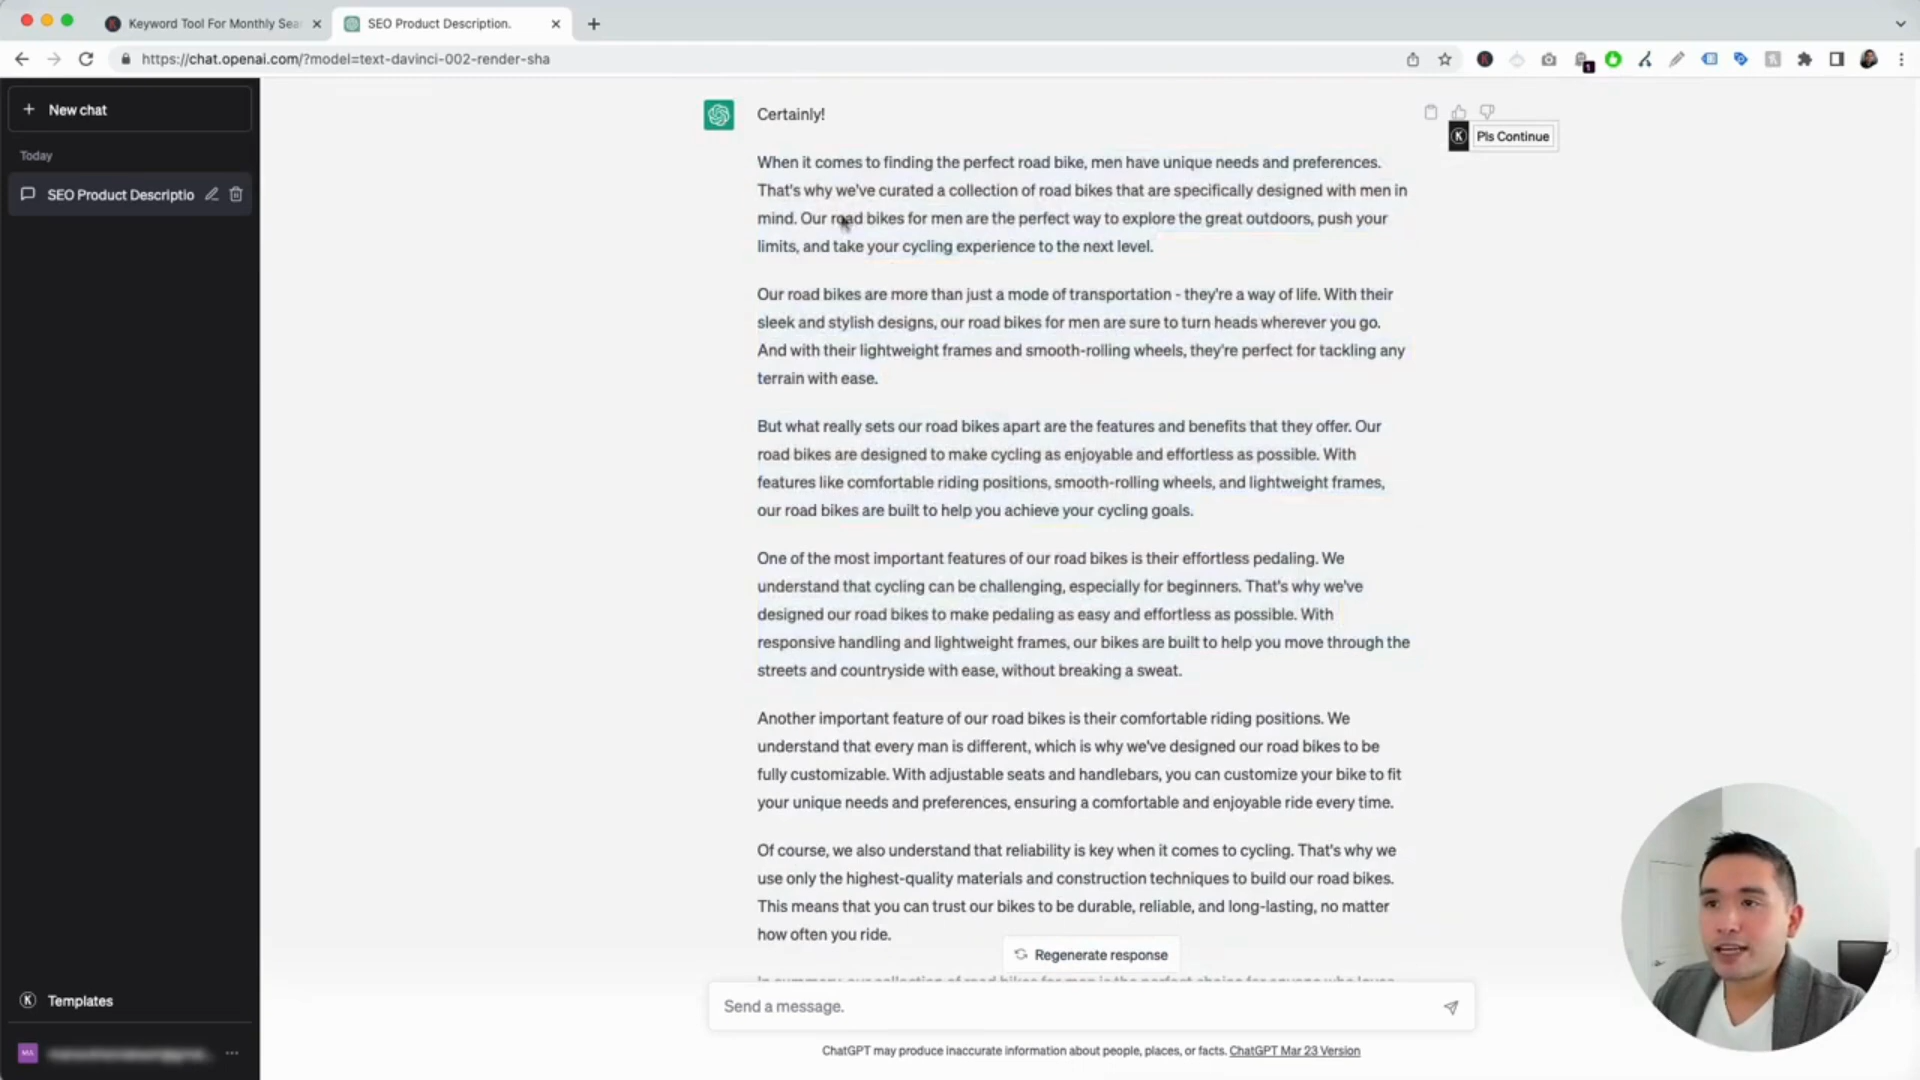 Keyword Tool For Monthly Sea
SEO Product Description.
https://chat.openai.com/?model=text-davinci-002-render-sha
1
New chat
Today
SEO Product Descriptio
Certainly!
Pls Continue
When it comes to finding the perfect road bike, men have unique needs and preferences.
That's why we've curated a collection of road bikes that are specifically designed with men in
mind. Our road bikes for men are the perfect way to explore the great outdoors, push your
limits, and take your cycling experience to the next level.
Our road bikes are more than just a mode of transportation - they're a way of life. With their
sleek and stylish designs, our road bikes for men are sure to turn heads wherever you go.
And with their lightweight frames and smooth-rolling wheels, they're perfect for tackling any
terrain with ease.
But what really sets our road bikes apart are the features and benefits that they offer. Our
road bikes are designed to make cycling as enjoyable and effortless as possible. With
features like comfortable riding positions, smooth-rolling wheels, and lightweight frames,
our road bikes are built to help you achieve your cycling goals.
One of the most important features of our road bikes is their effortless pedaling. We
understand that cycling can be challenging, especially for beginners. That's why we've
designed our road bikes to make pedaling as easy and effortless as possible. With
responsive handling and lightweight frames, our bikes are built to help you move through the
streets and countryside with ease, without breaking a sweat.
Another important feature of our road bikes is their comfortable riding positions. We
understand that every man is different, which is why we've designed our road bikes to be
fully customizable. With adjustable seats and handlebars, you can customize your bike to fit
your unique needs and preferences, ensuring a comfortable and enjoyable ride every time.
Of course, we also understand that reliability is key when it comes to cycling. That's why we
use only the highest-quality materials and construction techniques to build our road bikes.
This means that you can trust our bikes to be durable, reliable, and long-lasting, no matter
how often you ride.
Regenerate response
In summary, our collection of road bikes for men is the perfect choice for anyone who loves
Templates
Send a message.
MA
ChatGPT may produce inaccurate information about people, places, or facts. ChatGPT Mar 23 Version